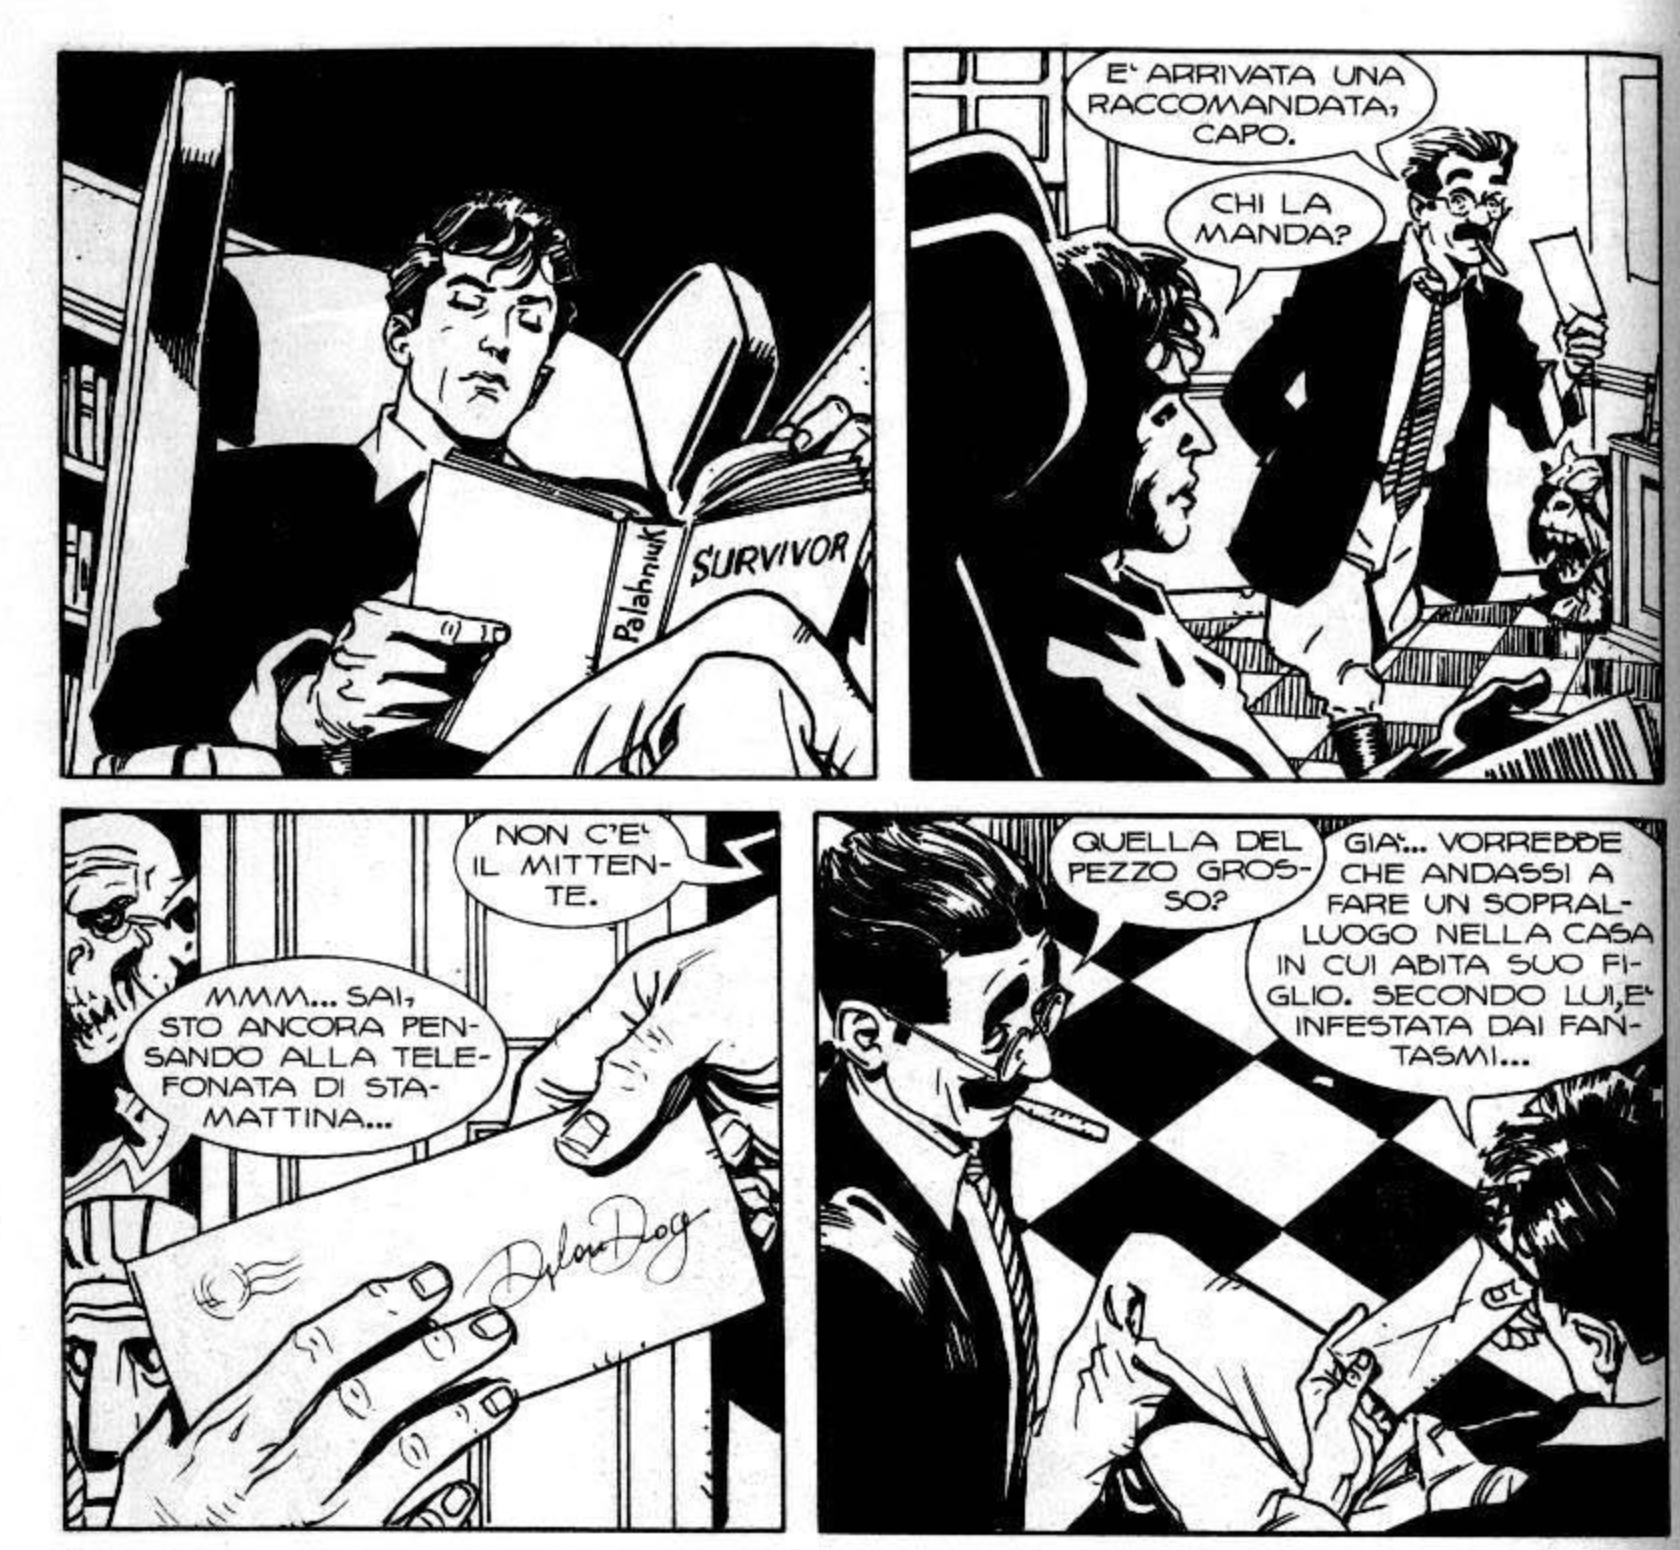 Palahniuk
SURVIVOR
E' ARRIVATA UNA
RACCOMANDATA,
CAPO.
CHI LA
MANDA?
NON C'E'
IL MITTEN-
TE.
MMM... SAI,
STO ANCORA PEN-
SANDO ALLA TELE-
FONATA DI STA-
MATTINA...
Dylan Dog
QUELLA DEL
PEZZO GROS-
SO?
GIA'... VORREBBE
CHE ANDASSI A
FARE UN SOPRAL-
LUOGO NELLA CASA
IN CUI ABITA SUO FI-
GLIO. SECONDO LUI, E'
INFESTATA DAI FAN-
TASMI...